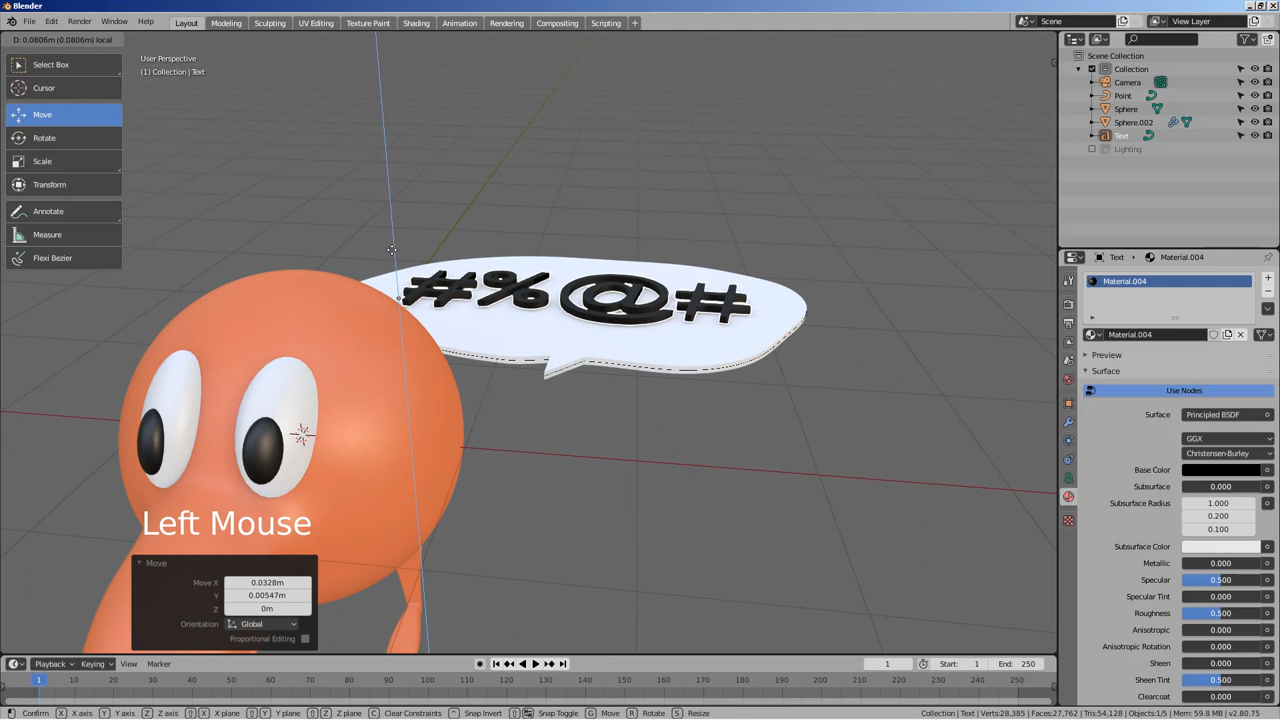 Blender
File Edit Render Window Help
Layout Modeling Sculpting UV Editing Texture Paint Shading Animation Rendering Compositing Scripting +
Scene
View Layer
D: 0.0806m (0.0806m) local
Select Box
Cursor
Move
Rotate
Scale
Transform
Annotate
Measure
Flexi Bezier
User Perspective
(1) Collection | Text
#%@#
Left Mouse
Move
Move X 0.0328m
Y 0.00547m
Z 0m
Orientation Global
Proportional Editing
Scene Collection
Collection
Camera
Point
Sphere
Sphere.002
Text
Lighting
Text Material.004
Material.004
Material.004
Preview
Surface
Use Nodes
Surface Principled BSDF
GGX
Christensen-Burley
Base Color
Subsurface 0.000
Subsurface Radius 1.000
0.200
0.100
Subsurface Color
Metallic 0.000
Specular 0.500
Specular Tint 0.000
Roughness 0.500
Anisotropic 0.000
Anisotropic Rotation 0.000
Sheen 0.000
Sheen Tint 0.500
Clearcoat 0.000
Playback Keying View Marker
1 Start: 1 End: 250
1 10 20 30 40 50 60 70 80 90 100 110 120 130 140 150 160 170 180 190 200 210 220 230 240 250
Confirm X X axis Y Y axis Z Z axis X X plane Y Y plane Z Z plane C Clear Constraints Snap Invert Snap Toggle G Move R Rotate S Resize
Collection | Text | Verts:28,385 | Faces:27,762 | Tris:54,128 | Objects:1/5 | Mem: 59.8 MB | v2.80.75